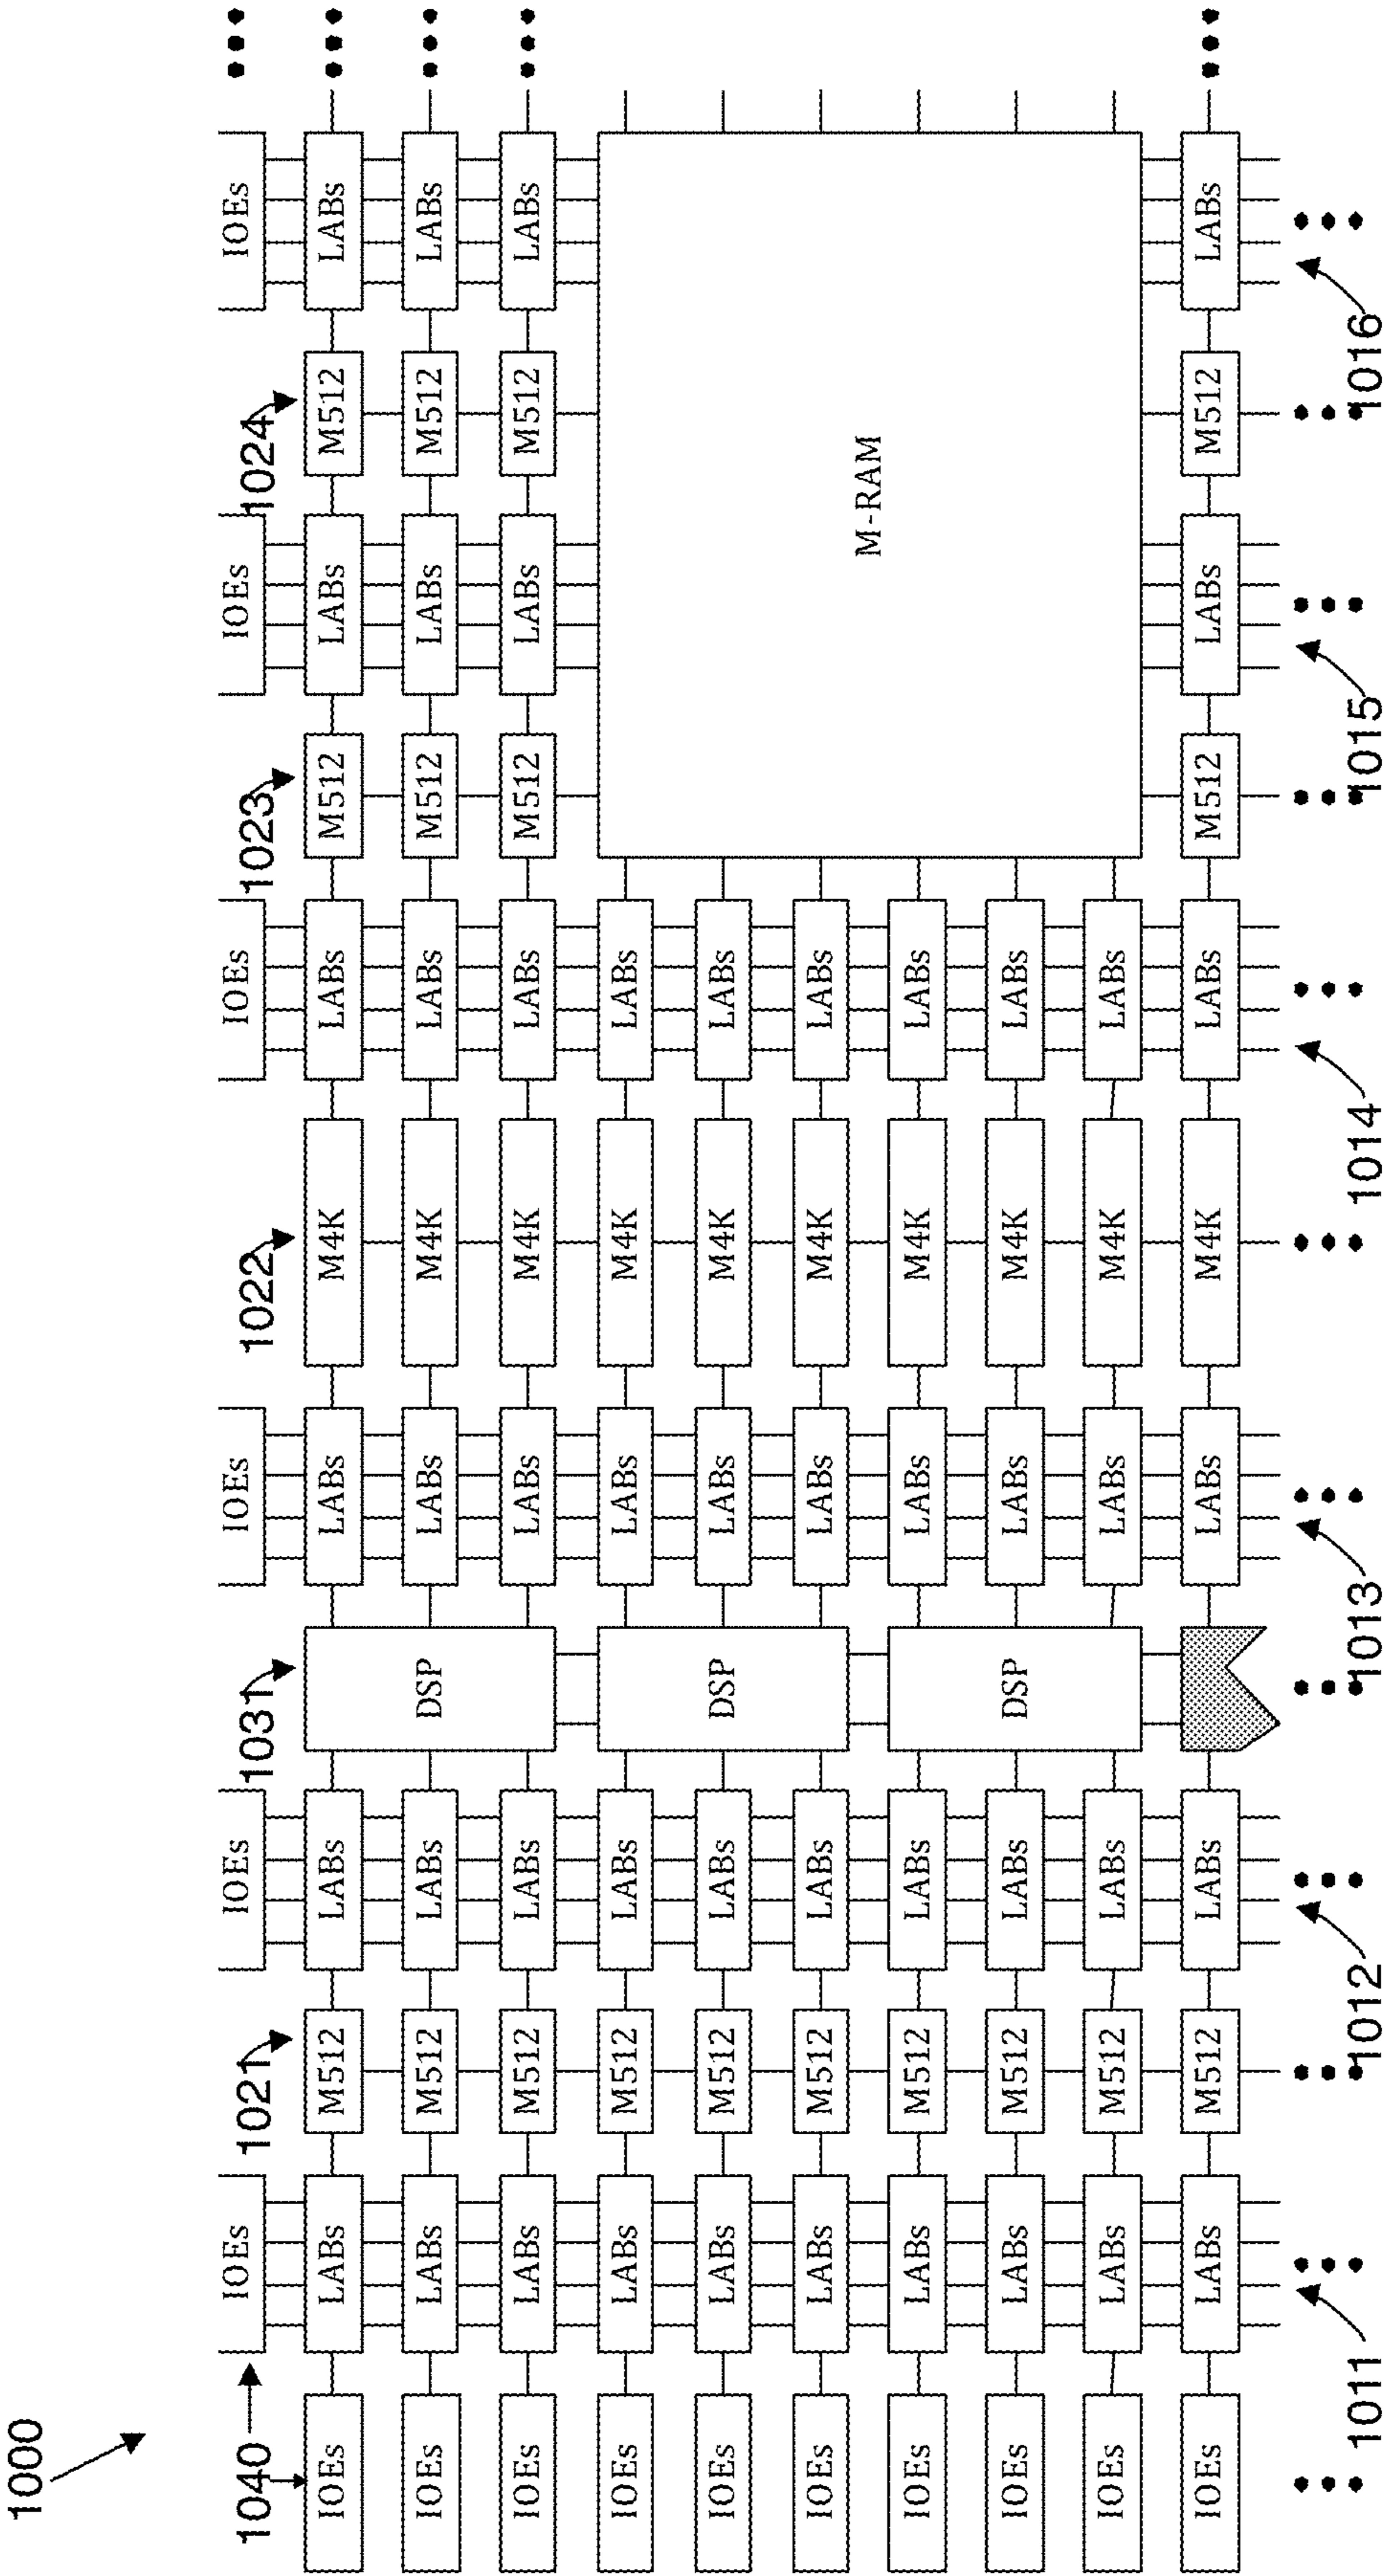 1000
IOEs IOEs IOEs IOEs IOEs IOEs
1040 1021 1031 1022 1023 1024
IOEs LABs M512 LABs LABs M4K LABs M512 LABs M512 LABs
IOEs LABs M512 LABs DSP LABs M4K LABs M512 LABs M512 LABs
IOEs LABs M512 LABs LABs M4K LABs M512 LABs M512 LABs
IOEs LABs M512 LABs LABs M4K LABs
IOEs LABs M512 LABs DSP LABs M4K LABs
IOEs LABs M512 LABs LABs M4K LABs M-RAM
IOEs LABs M512 LABs LABs M4K LABs
IOEs LABs M512 LABs DSP LABs M4K LABs
IOEs LABs M512 LABs LABs M4K LABs
IOEs LABs M512 LABs LABs M4K LABs M512 LABs M512 LABs
1011 1012 1013 1014 1015 1016